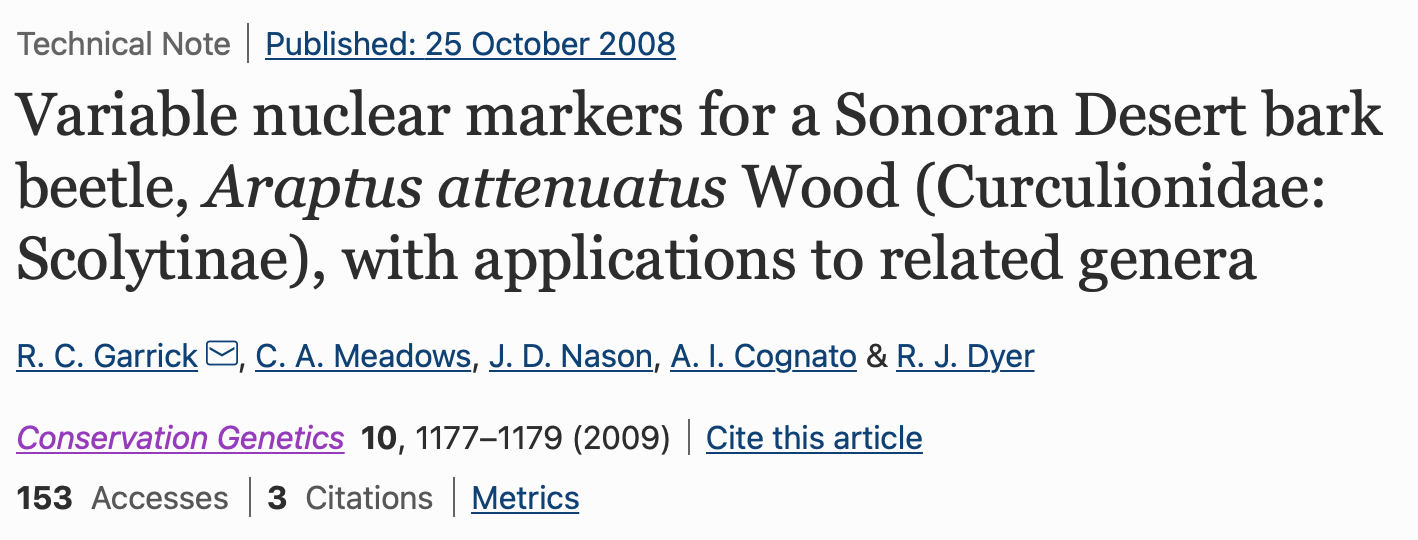 Technical Note | Published: 25 October 2008
Variable nuclear markers for a Sonoran Desert bark
beetle, Araptus attenuatus Wood (Curculionidae:
Scolytinae), with applications to related genera
R. C. Garrick, C. A. Meadows, J. D. Nason, A. I. Cognato & R. J. Dyer
Conservation Genetics 10, 1177–1179 (2009) | Cite this article
153 Accesses | 3 Citations | Metrics